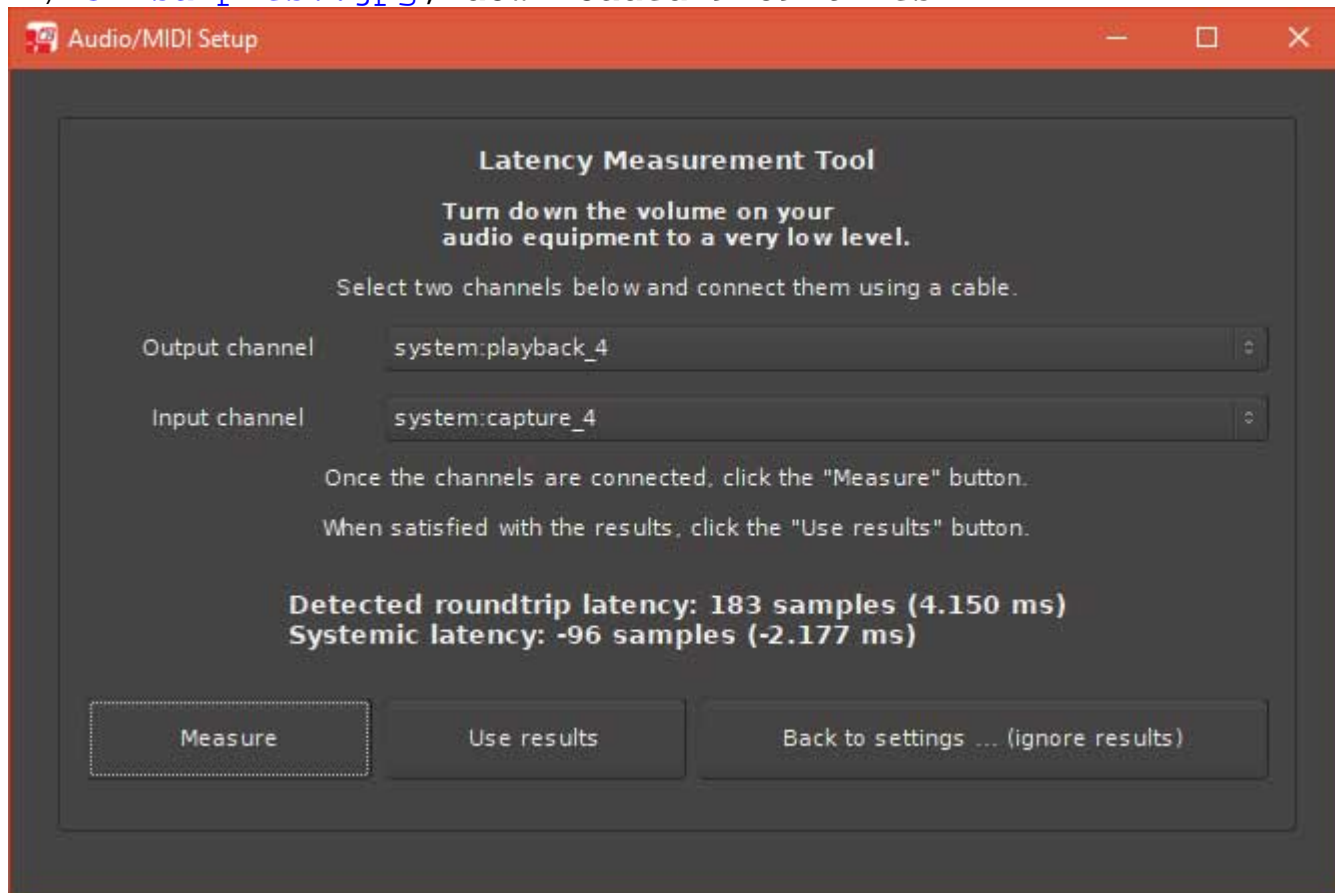 Audio/MIDI Setup
Latency Measurement Tool
Turn down the volume on your
audio equipment to a very low level.
Select two channels below and connect them using a cable.
Output channel system:playback_4
Input channel system:capture_4
Once the channels are connected, click the "Measure" button.
When satisfied with the results, click the "Use results" button.
Detected roundtrip latency: 183 samples (4.150 ms)
Systemic latency: -96 samples (-2.177 ms)
Measure Use results Back to settings ... (ignore results)